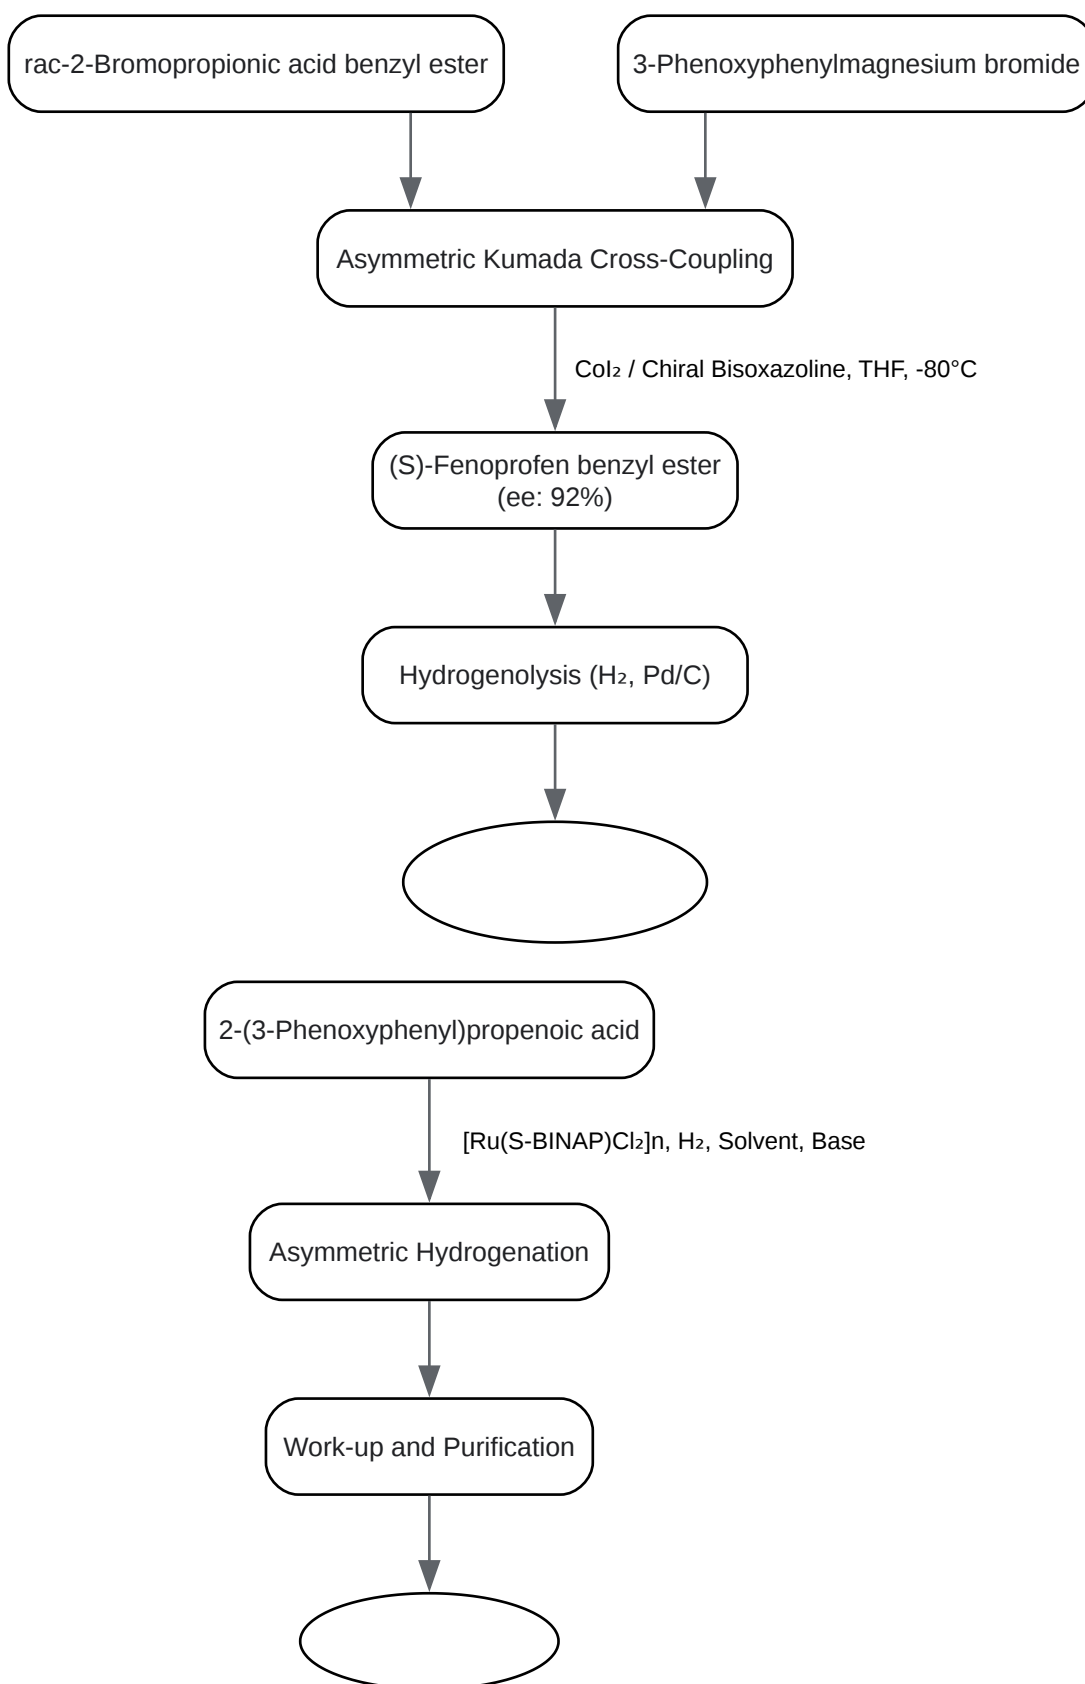 rac-2-Bromopropionic acid benzyl ester
3-Phenoxyphenylmagnesium bromide
Asymmetric Kumada Cross-Coupling
CoI₂ / Chiral Bisoxazoline, THF, -80°C
(S)-Fenoprofen benzyl ester
(ee: 92%)
Hydrogenolysis (H₂, Pd/C)
2-(3-Phenoxyphenyl)propenoic acid
[Ru(S-BINAP)Cl₂]n, H₂, Solvent, Base
Asymmetric Hydrogenation
Work-up and Purification